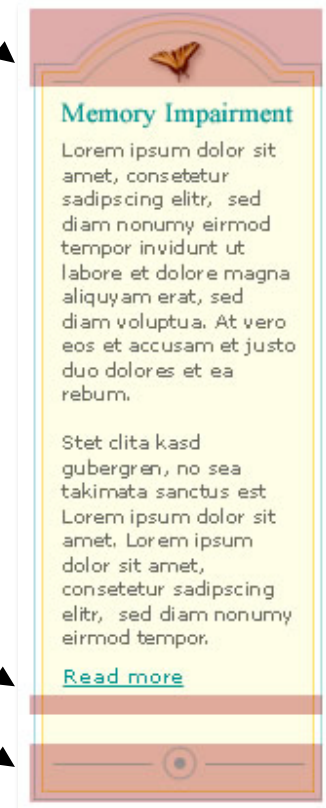 Memory Impairment
Lorem ipsum dolor sit
amet, consetetur
sadipscing elitr, sed
diam nonumy eirmod
tempor invidunt ut
labore et dolore magna
aliquyam erat, sed
diam voluptua. At vero
eos et accusam et justo
duo dolores et ea
rebum.
Stet clita kasd
gubergren, no sea
takimata sanctus est
Lorem ipsum dolor sit
amet. Lorem ipsum
dolor sit amet,
consetetur sadipscing
elitr, sed diam nonumy
eirmod tempor.
Read more